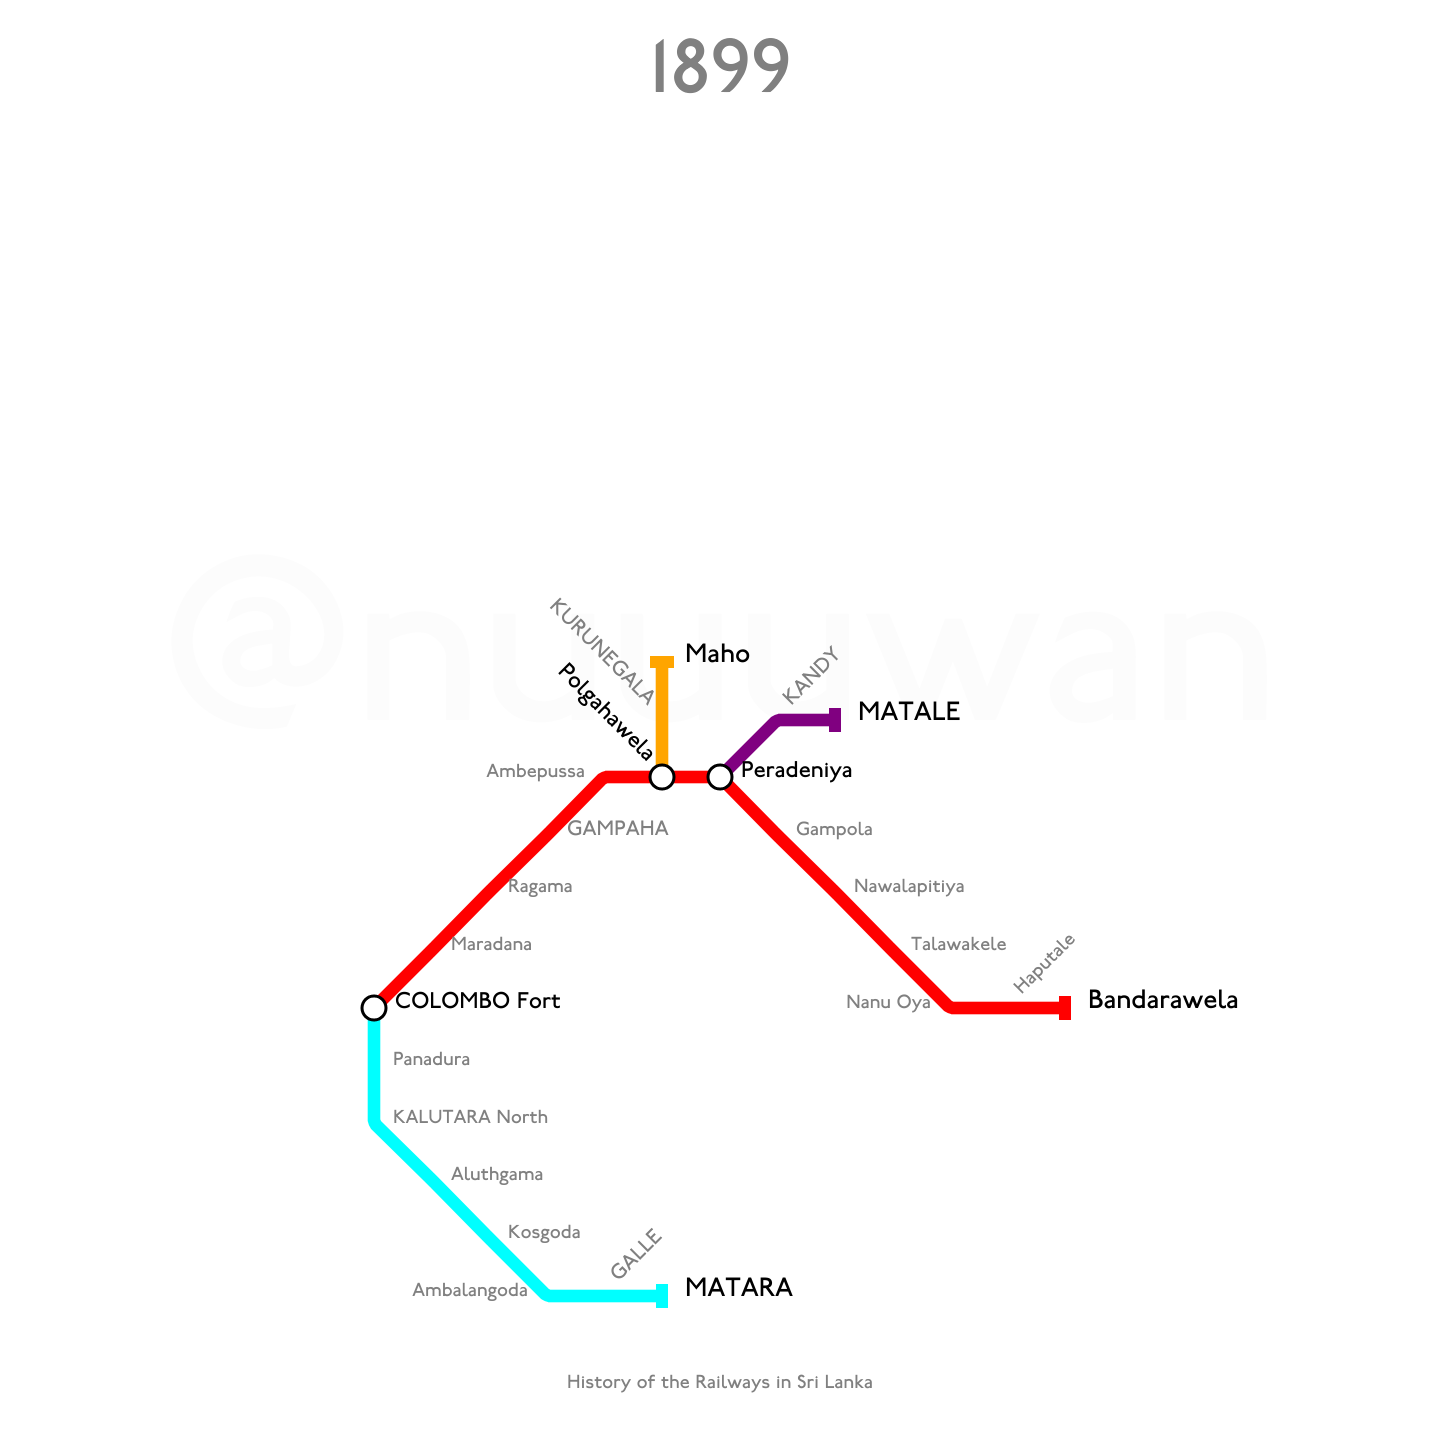 1899
@nuuuwan
KURUNEGALA
Maho
KANDY
Polgahawela
MATALE
Ambepussa
Peradeniya
GAMPAHA
Gampola
Ragama
Nawalapitiya
Maradana
Talawakele
Haputale
COLOMBO Fort
Nanu Oya
Bandarawela
Panadura
KALUTARA North
Aluthgama
Kosgoda
GALLE
Ambalangoda
MATARA
History of the Railways in Sri Lanka